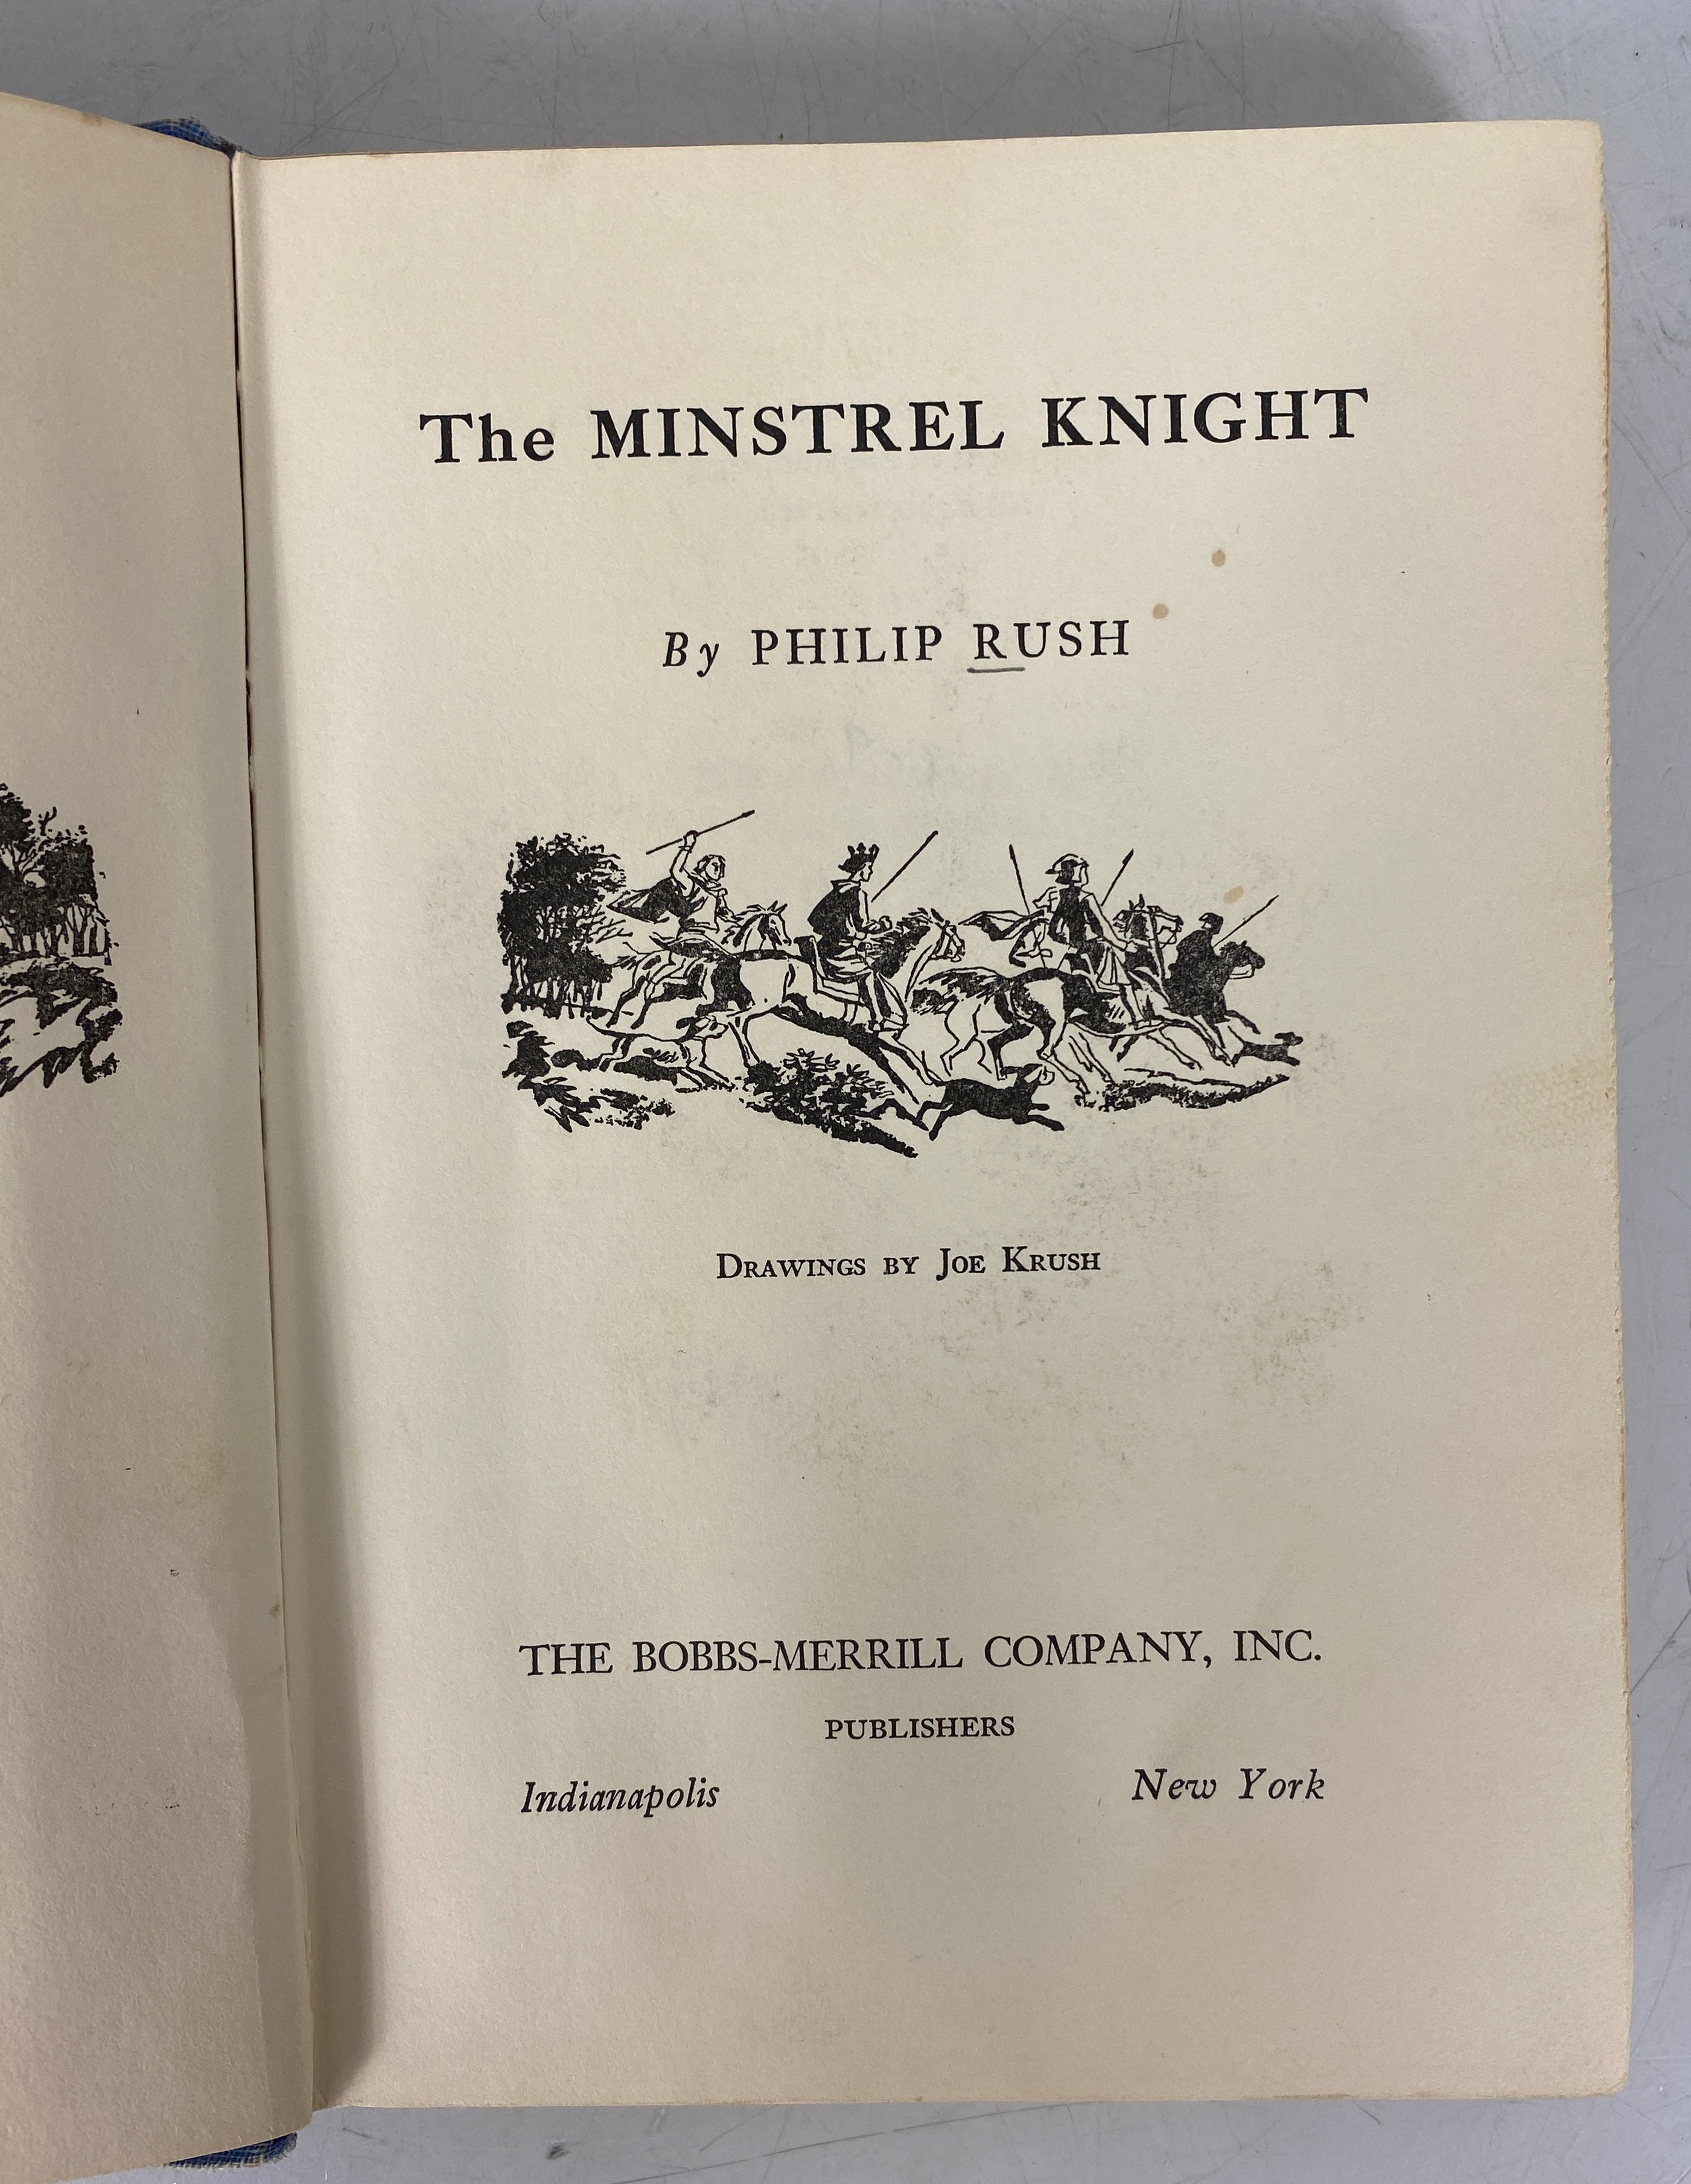 The MINSTREL KNIGHT
By PHILIP RUSH
DRAWINGS BY JOE KRUSH
THE BOBBS-MERRILL COMPANY, INC.
PUBLISHERS
Indianapolis New York